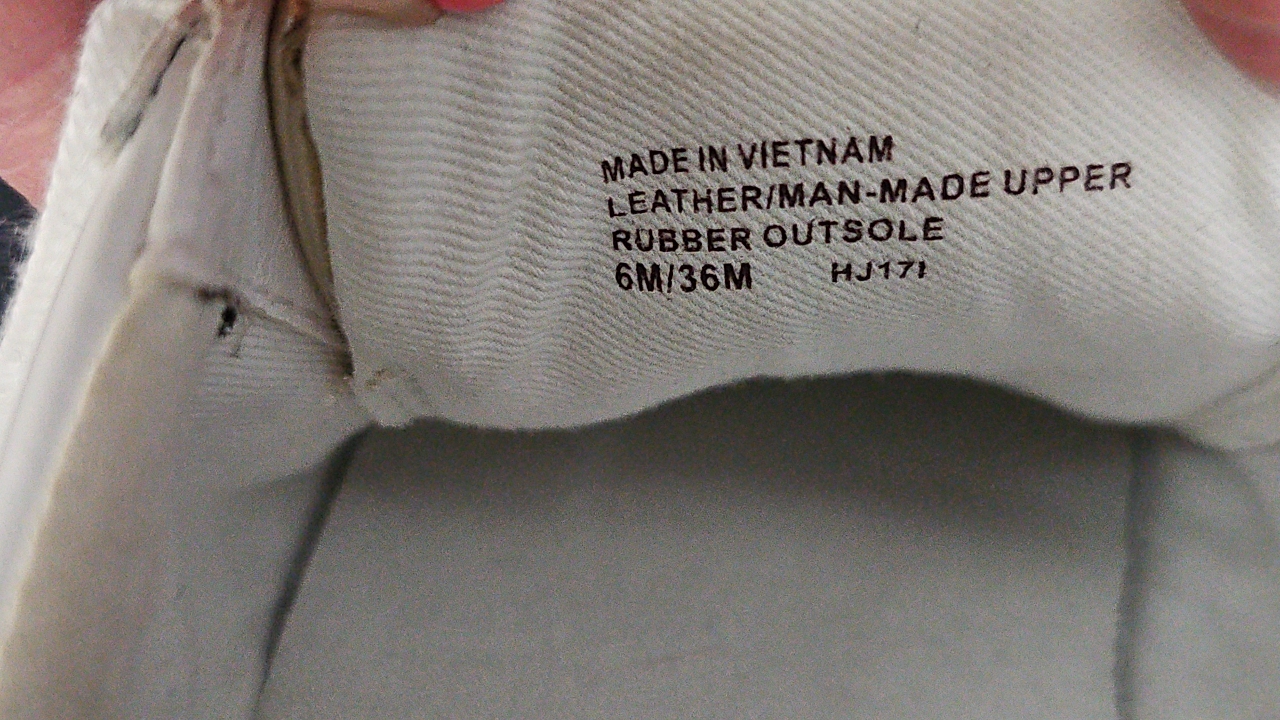 MADE IN VIETNAM
LEATHER/MAN-MADE UPPER
RUBBER OUTSOLE
6M/36M HJ171